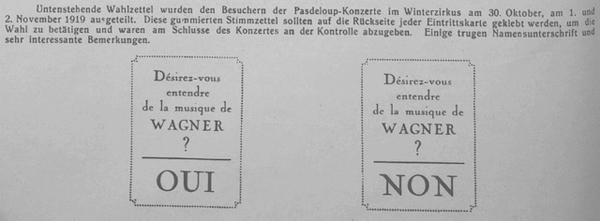 Untenstehende Wahlzettel wurden den Besuchern der Pasdeloup-Konzerte im Winterzirkus am 30. Oktober, am 1. und
2. November 1919 ausgeteilt. Diese gummierten Stimmzettel sollten auf die Rückseite jeder Eintrittskarte geklebt werden, um die
Wahl zu betätigen und waren am Schlusse des Konzertes an der Kontrolle abzugeben. Einige trugen Namensunterschrift und
sehr interessante Bemerkungen.
Désirez-vous
entendre
de la musique de
WAGNER
?
OUI
Désirez-vous
entendre
de la musique de
WAGNER
?
NON